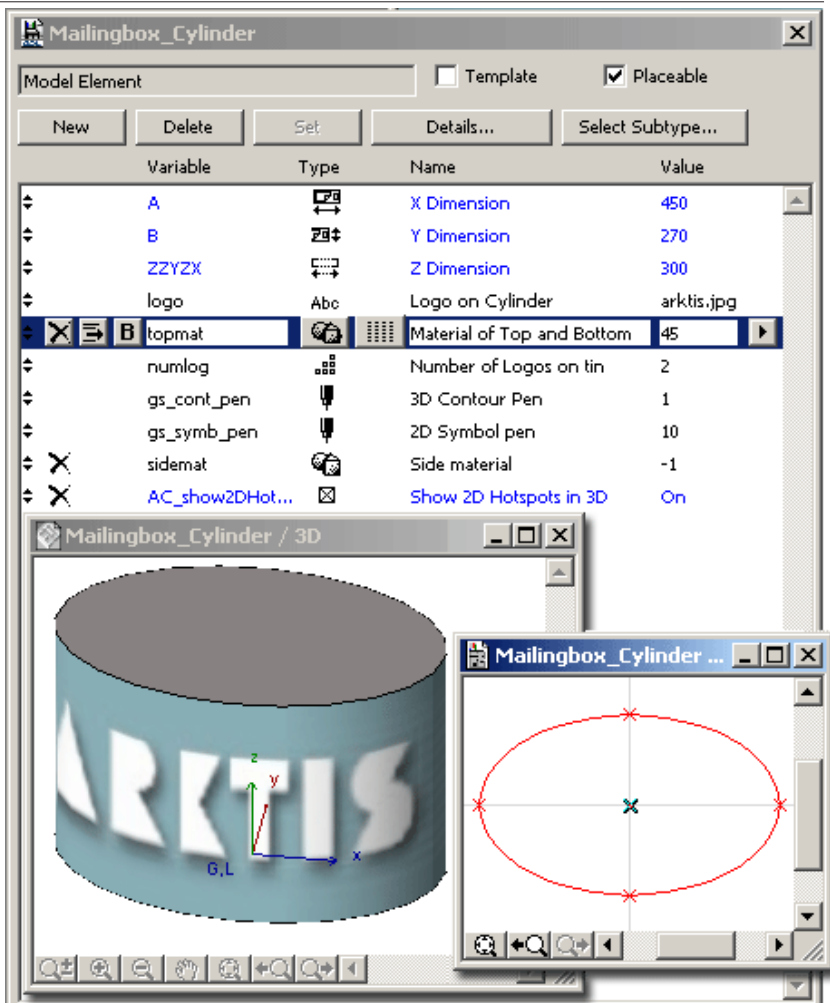 Mailingbox_Cylinder
Model Element
Template
Placeable
New
Delete
Set
Details...
Select Subtype...
Variable Type Name Value
A X Dimension 450
B Y Dimension 270
ZZYZX Z Dimension 300
logo Abc Logo on Cylinder arktis.jpg
B topmat Material of Top and Bottom 45
numlog Number of Logos on tin 2
gs_cont_pen 3D Contour Pen 1
gs_symb_pen 2D Symbol pen 10
sidemat Side material -1
AC_show2DHot... Show 2D Hotspots in 3D On
Mailingbox_Cylinder / 3D
ARKTIS
z
y
x
G,L
Mailingbox_Cylinder ...